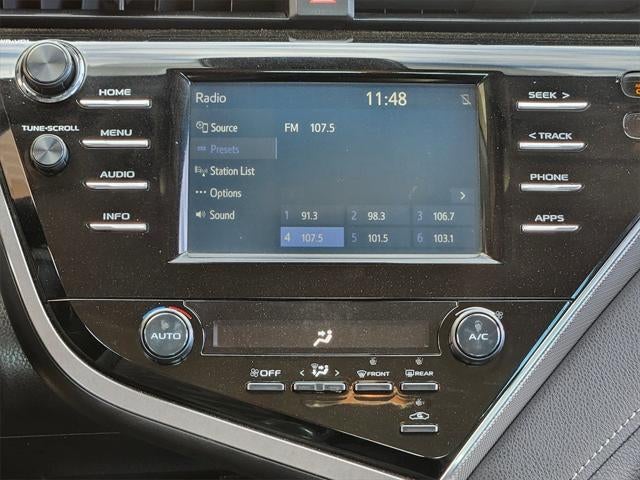 HOME
TUNE•SCROLL
MENU
AUDIO
INFO
Radio 11:48
Source FM 107.5
Presets
Station List
Options
Sound
1 91.3 2 98.3 3 106.7
4 107.5 5 101.5 6 103.1
SEEK >
< TRACK
PHONE
APPS
AUTO
A/C
OFF < > FRONT REAR